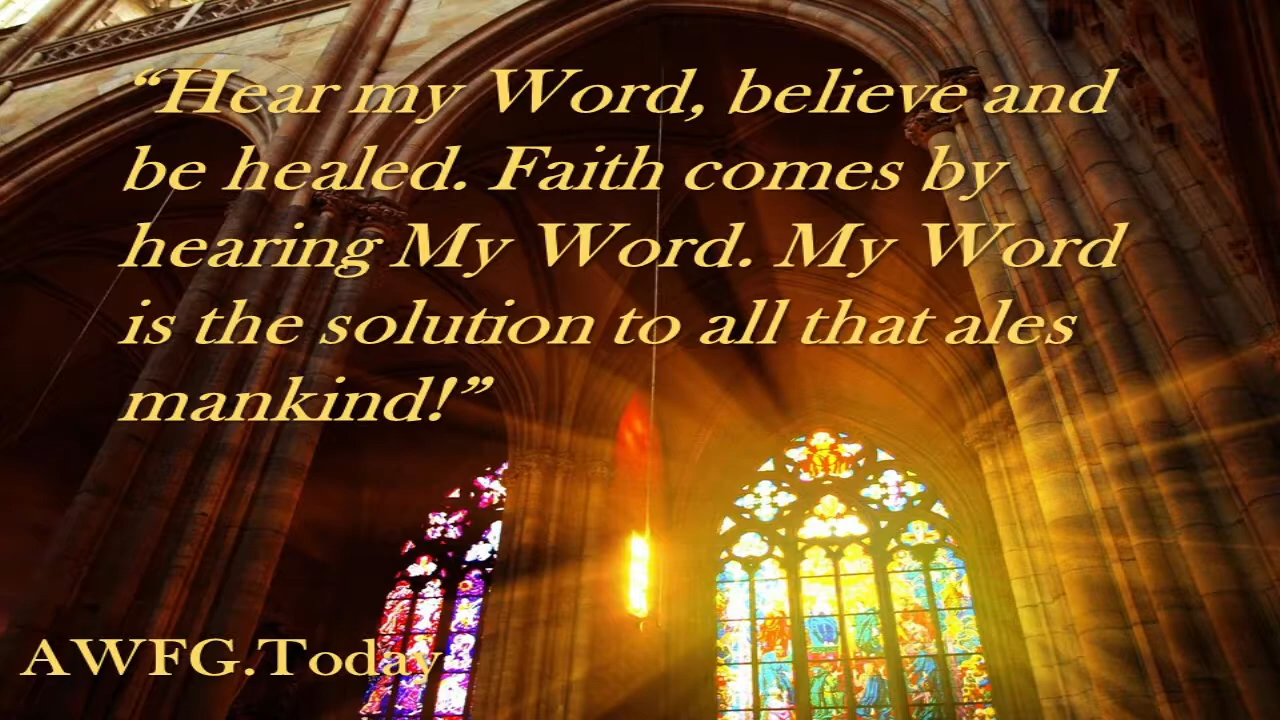 “Hear my Word, believe and
be healed. Faith comes by
hearing My Word. My Word
is the solution to all that ales
mankind!”
AWFG.Today